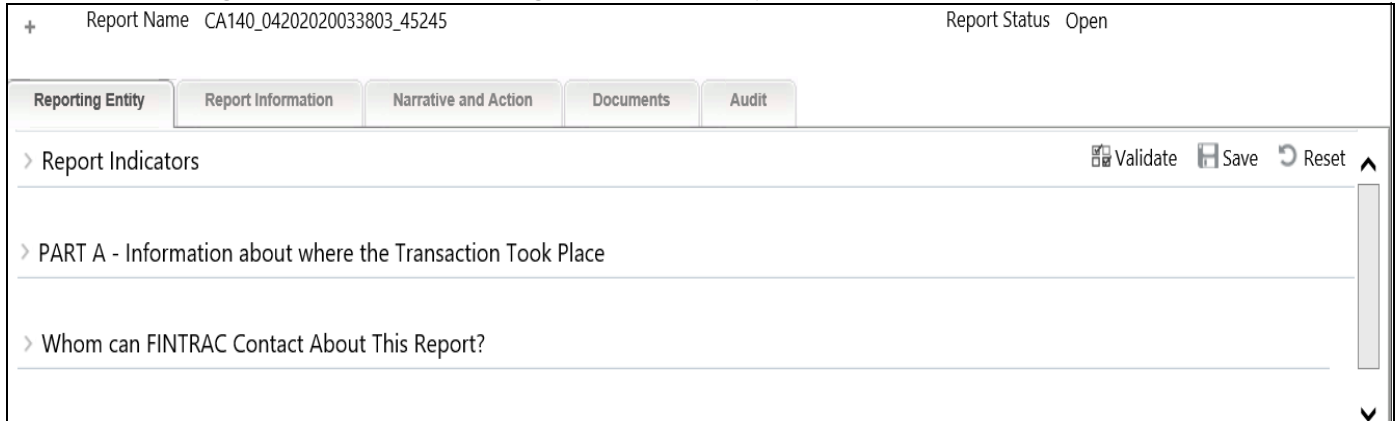 Report Name CA140_04202020033803_45245 Report Status Open
Reporting Entity Report Information Narrative and Action Documents Audit
Report Indicators Validate Save Reset
PART A - Information about where the Transaction Took Place
Whom can FINTRAC Contact About This Report?